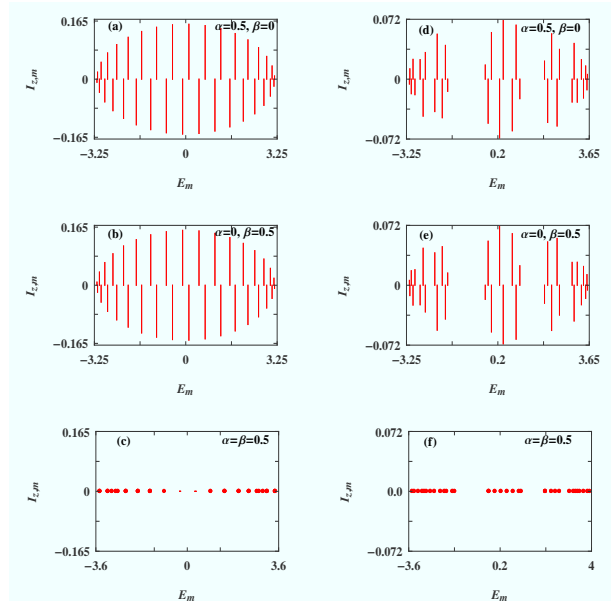 (a)
α=0.5, β=0
0.165
0
−0.165
I_{z,m}
−3.25 0 3.25
E_m
(d)
α=0.5, β=0
0.072
0
−0.072
I_{z,m}
−3.25 0.2 3.65
E_m
(b)
α=0, β=0.5
0.165
0
−0.165
I_{z,m}
−3.25 0 3.25
E_m
(e)
α=0, β=0.5
0.072
0
−0.072
I_{z,m}
−3.25 0.2 3.65
E_m
(c)
α=β=0.5
0.165
0
−0.165
I_{z,m}
−3.6 0 3.6
E_m
(f)
α=β=0.5
0.072
0.0
−0.072
I_{z,m}
−3.6 0.2 4
E_m